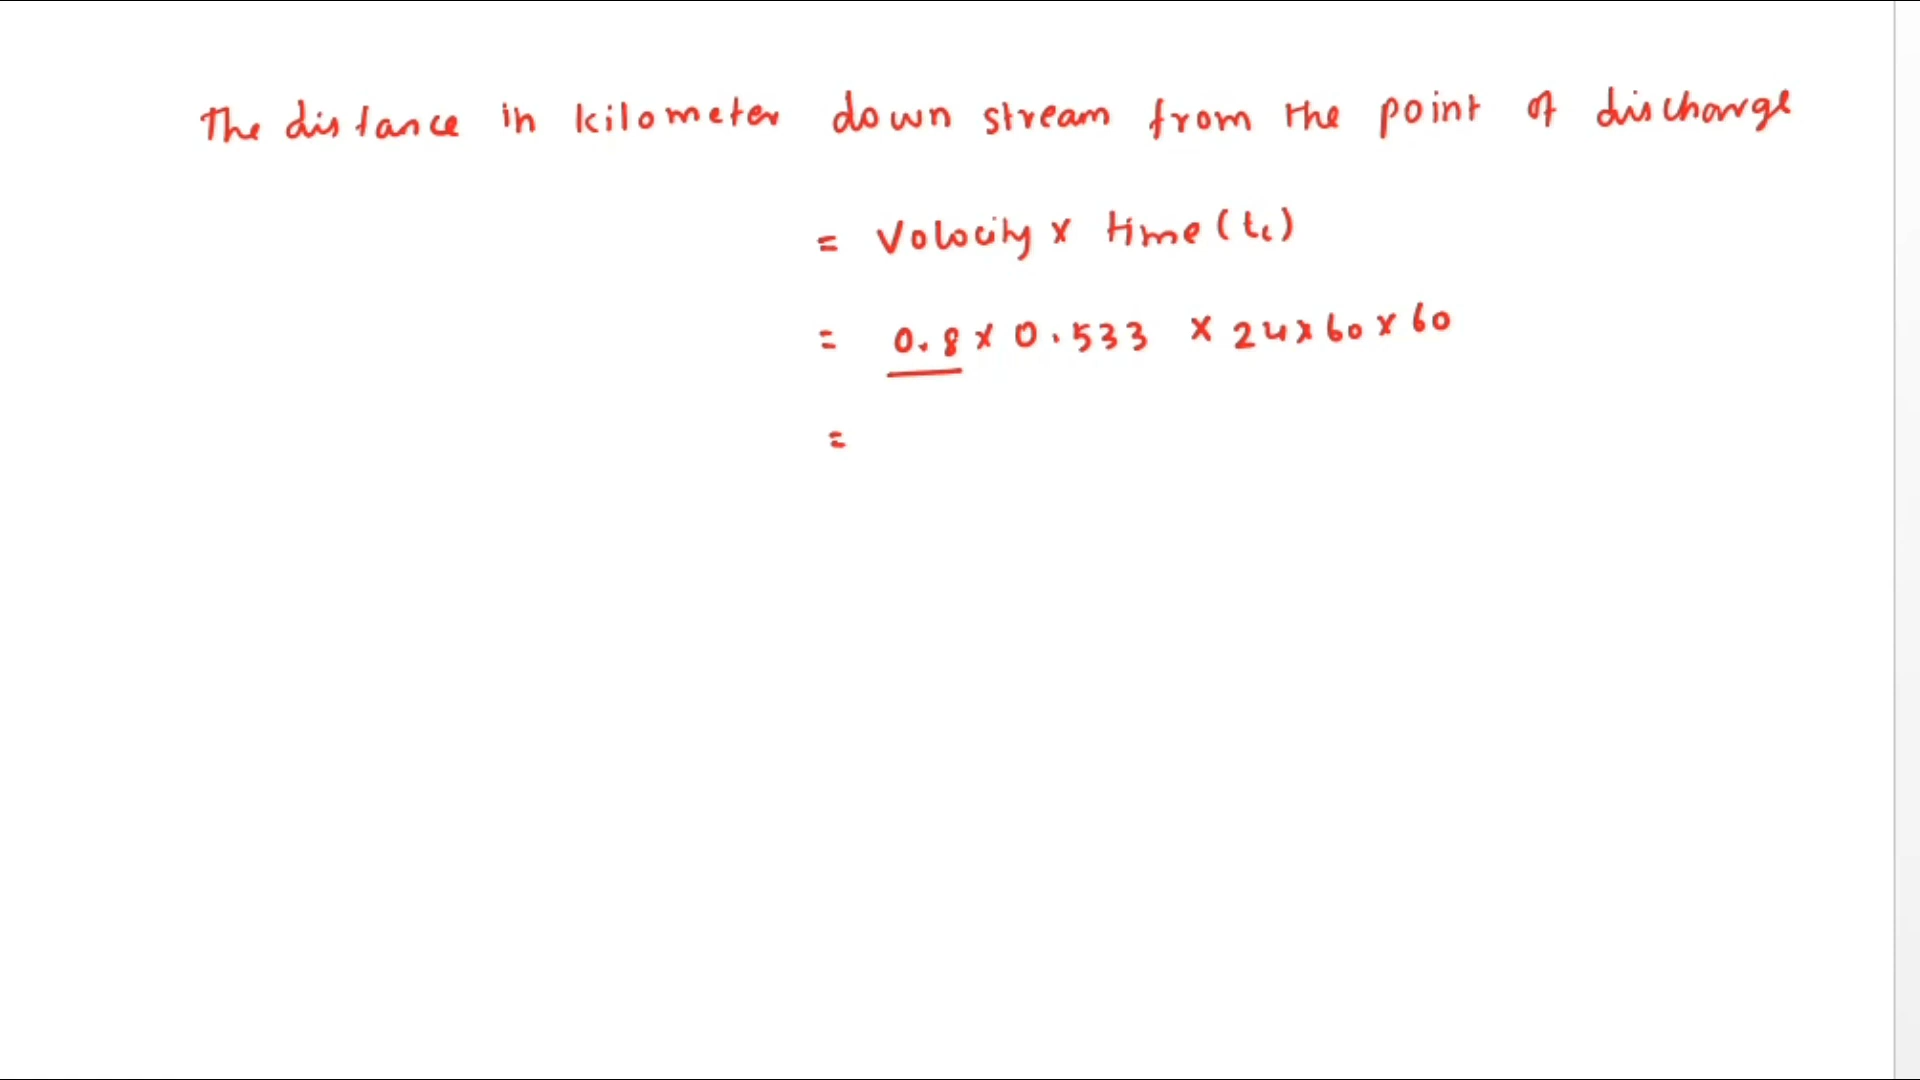 The distance in kilometer down stream from the point of discharge
= Volocity x time (tc)
= 0.8 x 0.533 x 24 x 60 x 60
=